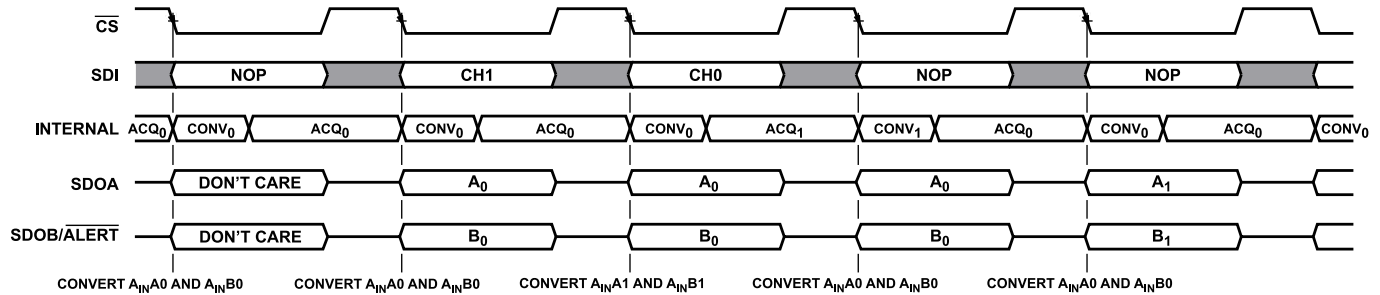 CS
SDI NOP CH1 CH0 NOP NOP
INTERNAL ACQ0 CONV0 ACQ0 CONV0 ACQ0 CONV0 ACQ1 CONV1 ACQ0 CONV0 ACQ0 CONV0
SDOA DON'T CARE A0 A0 A0 A1
SDOB/ALERT DON'T CARE B0 B0 B0 B1
CONVERT AINA0 AND AINB0 CONVERT AINA0 AND AINB0 CONVERT AINA1 AND AINB1 CONVERT AINA0 AND AINB0 CONVERT AINA0 AND AINB0